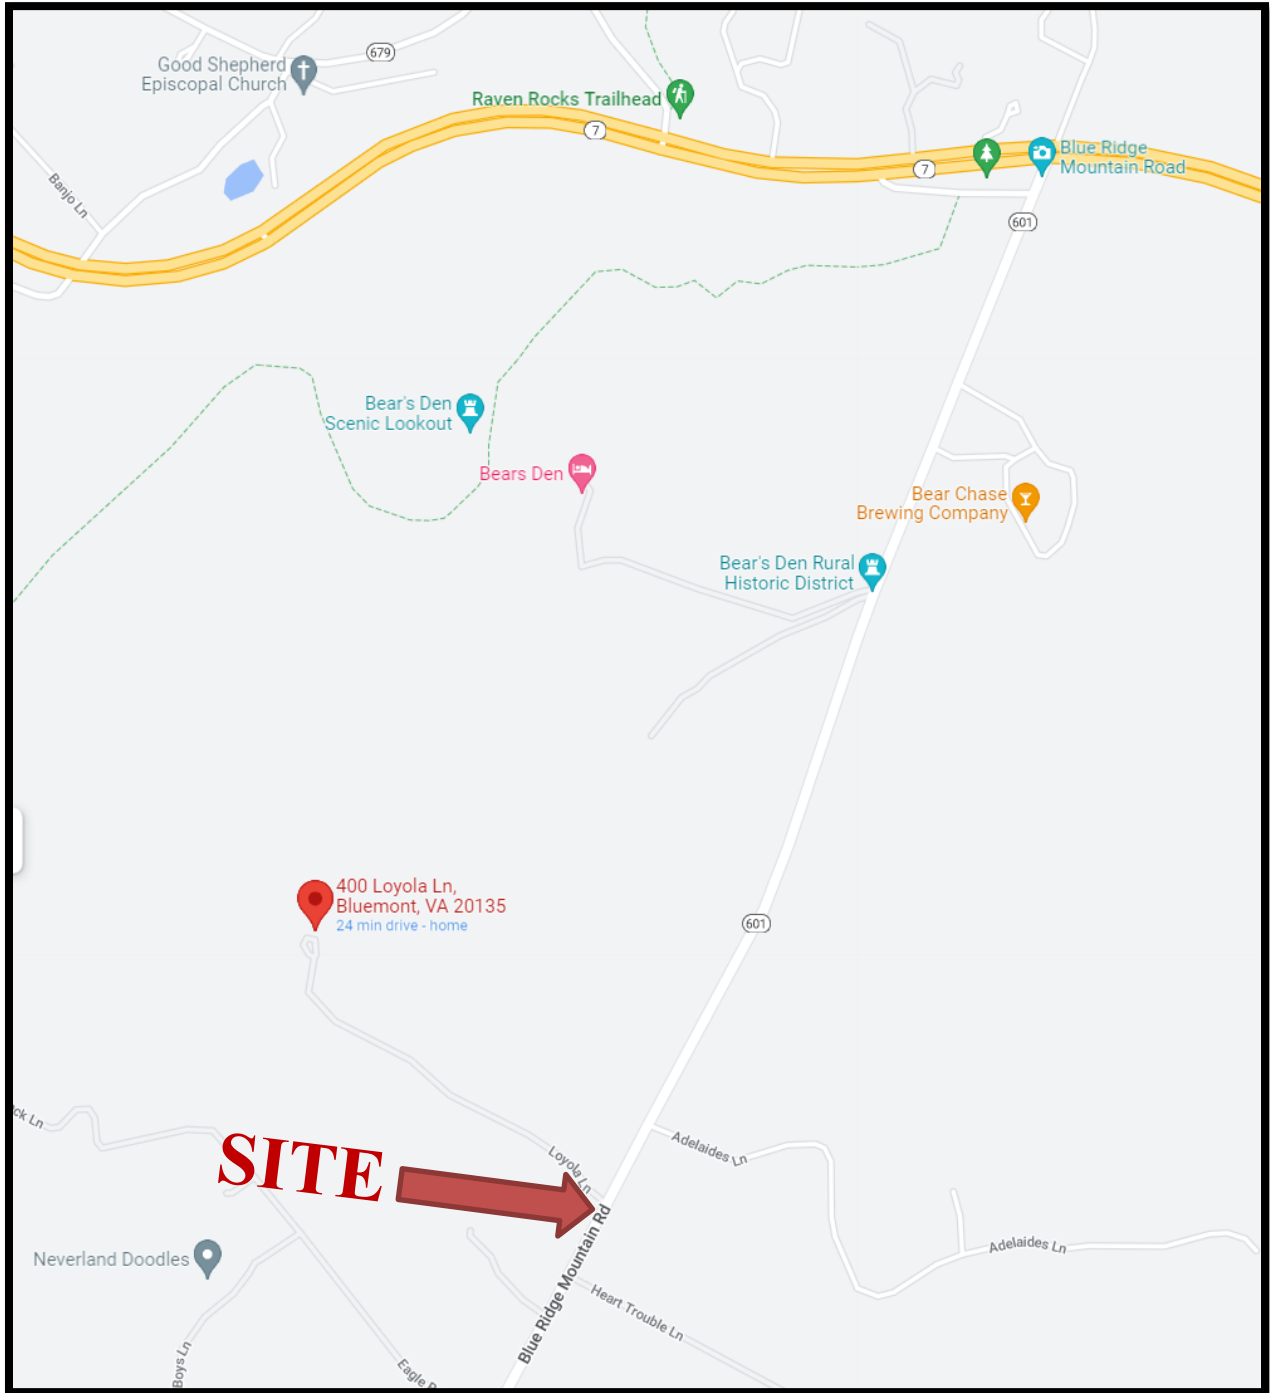 679
Good Shepherd
Episcopal Church
Raven Rocks Trailhead
7
7
Blue Ridge
Mountain Road
Banjo Ln
601
Bear's Den
Scenic Lookout
Bears Den
Bear Chase
Brewing Company
Bear's Den Rural
Historic District
400 Loyola Ln,
Bluemont, VA 20135
24 min drive - home
601
ck Ln
Adelaides Ln
SITE
Loyola Ln
Blue Ridge Mountain Rd
Adelaides Ln
Neverland Doodles
Heart Trouble Ln
Boys Ln
Eagle